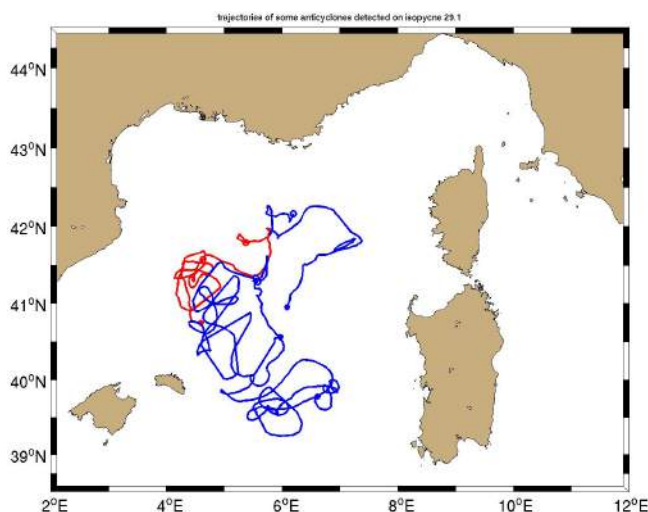 trajectories of some anticyclones detected on isopycne 29.1
44°N
43°N
42°N
41°N
40°N
39°N
2°E 4°E 6°E 8°E 10°E 12°E